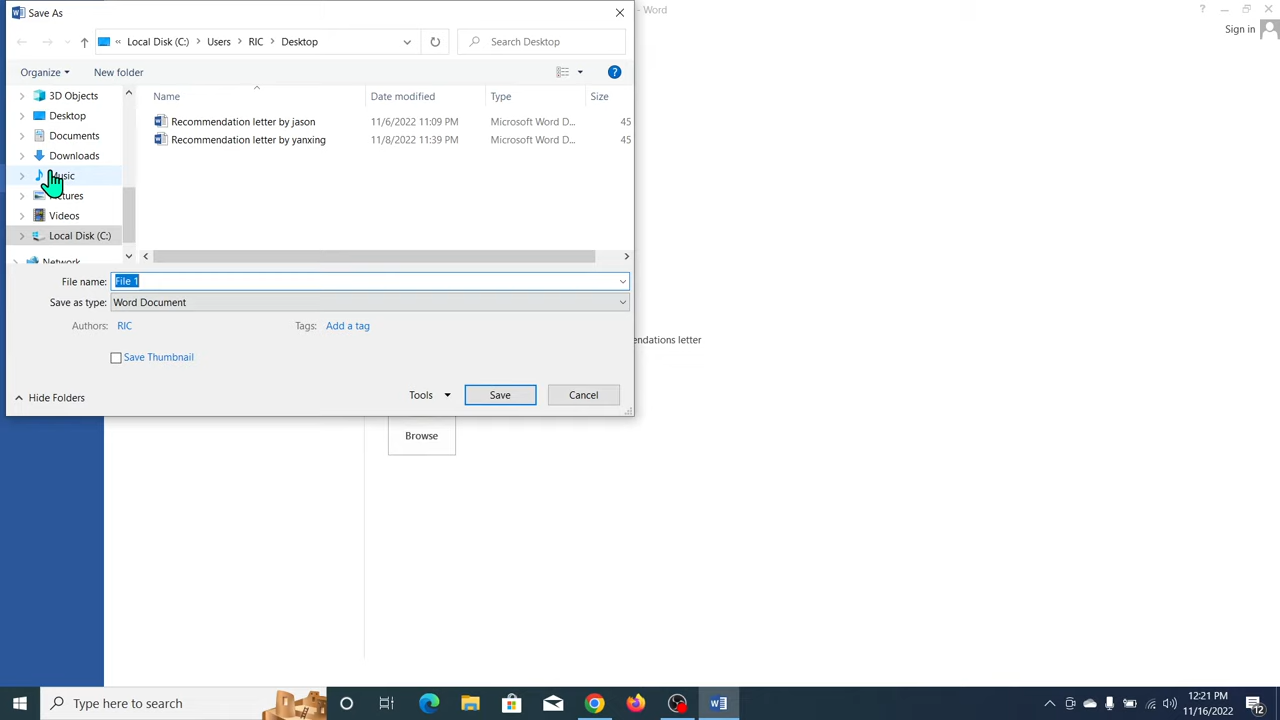 Save As
- Word
Sign in
Local Disk (C:) Users RIC Desktop
Search Desktop
Organize New folder
Name Date modified Type Size
3D Objects
Desktop
Documents
Downloads
Music
Pictures
Videos
Local Disk (C:)
Network
Recommendation letter by jason 11/6/2022 11:09 PM Microsoft Word D... 45
Recommendation letter by yanxing 11/8/2022 11:39 PM Microsoft Word D... 45
File name: File 1
Save as type: Word Document
Authors: RIC Tags: Add a tag
endations letter
Save Thumbnail
Hide Folders Tools Save Cancel
Browse
Type here to search
12:21 PM
11/16/2022
12